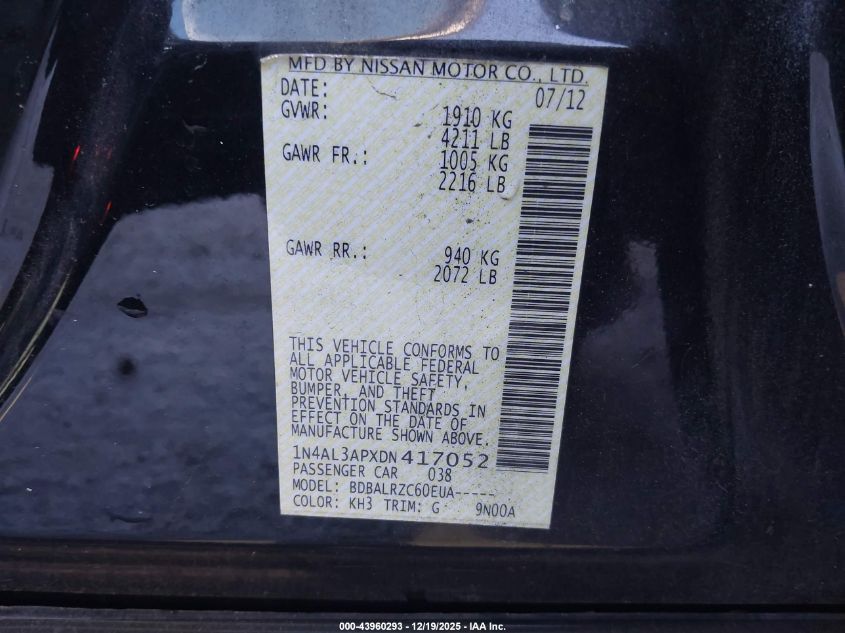 MFD BY NISSAN MOTOR CO., LTD.
DATE: 07/12
GVWR: 1910 KG
4211 LB
GAWR FR.: 1005 KG
2216 LB
GAWR RR.: 940 KG
2072 LB
THIS VEHICLE CONFORMS TO
ALL APPLICABLE FEDERAL
MOTOR VEHICLE SAFETY,
BUMPER, AND THEFT
PREVENTION STANDARDS IN
EFFECT ON THE DATE OF
MANUFACTURE SHOWN ABOVE.
1N4AL3APXDN417052
PASSENGER CAR 038
MODEL: BDBALRZC60EUA-----
COLOR: KH3 TRIM: G 9N00A
000-43960293 - 12/19/2025 - IAA Inc.